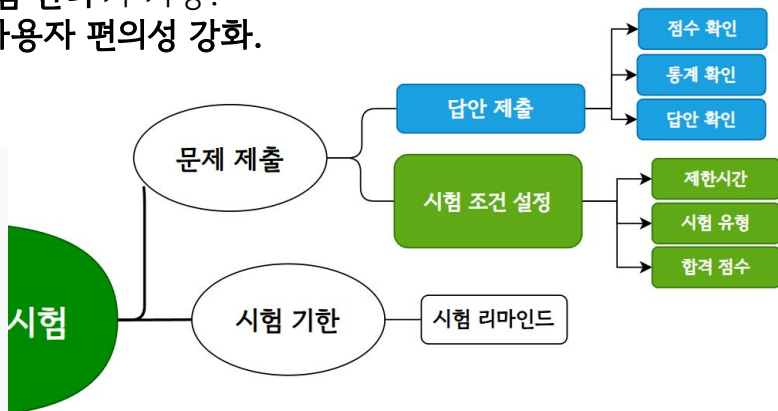 사용자 편의성 강화.
점수 확인
통계 확인
답안 확인
답안 제출
문제 제출
시험 조건 설정
제한시간
시험 유형
합격 점수
시험
시험 기한
시험 리마인드